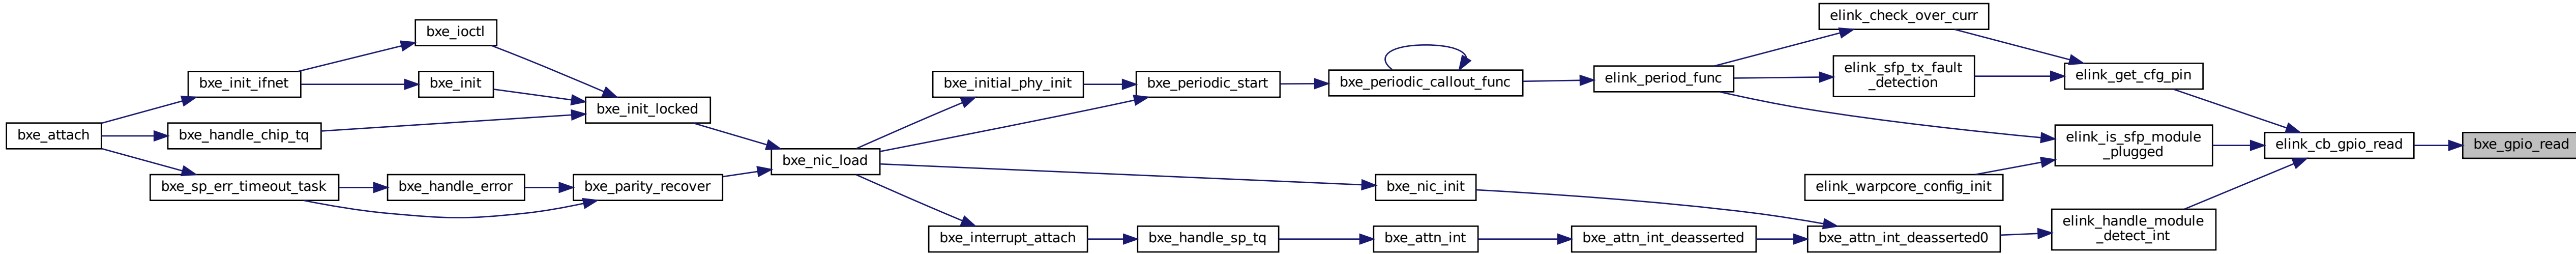 elink_check_over_curr
bxe_ioctl
bxe_init_ifnet
bxe_init
bxe_initial_phy_init
bxe_periodic_start
bxe_periodic_callout_func
elink_period_func
elink_sfp_tx_fault
_detection
elink_get_cfg_pin
bxe_init_locked
bxe_attach
bxe_handle_chip_tq
bxe_nic_load
elink_is_sfp_module
_plugged
elink_cb_gpio_read
bxe_gpio_read
bxe_sp_err_timeout_task
bxe_handle_error
bxe_parity_recover
bxe_nic_init
elink_warpcore_config_init
bxe_interrupt_attach
bxe_handle_sp_tq
bxe_attn_int
bxe_attn_int_deasserted
bxe_attn_int_deasserted0
elink_handle_module
_detect_int